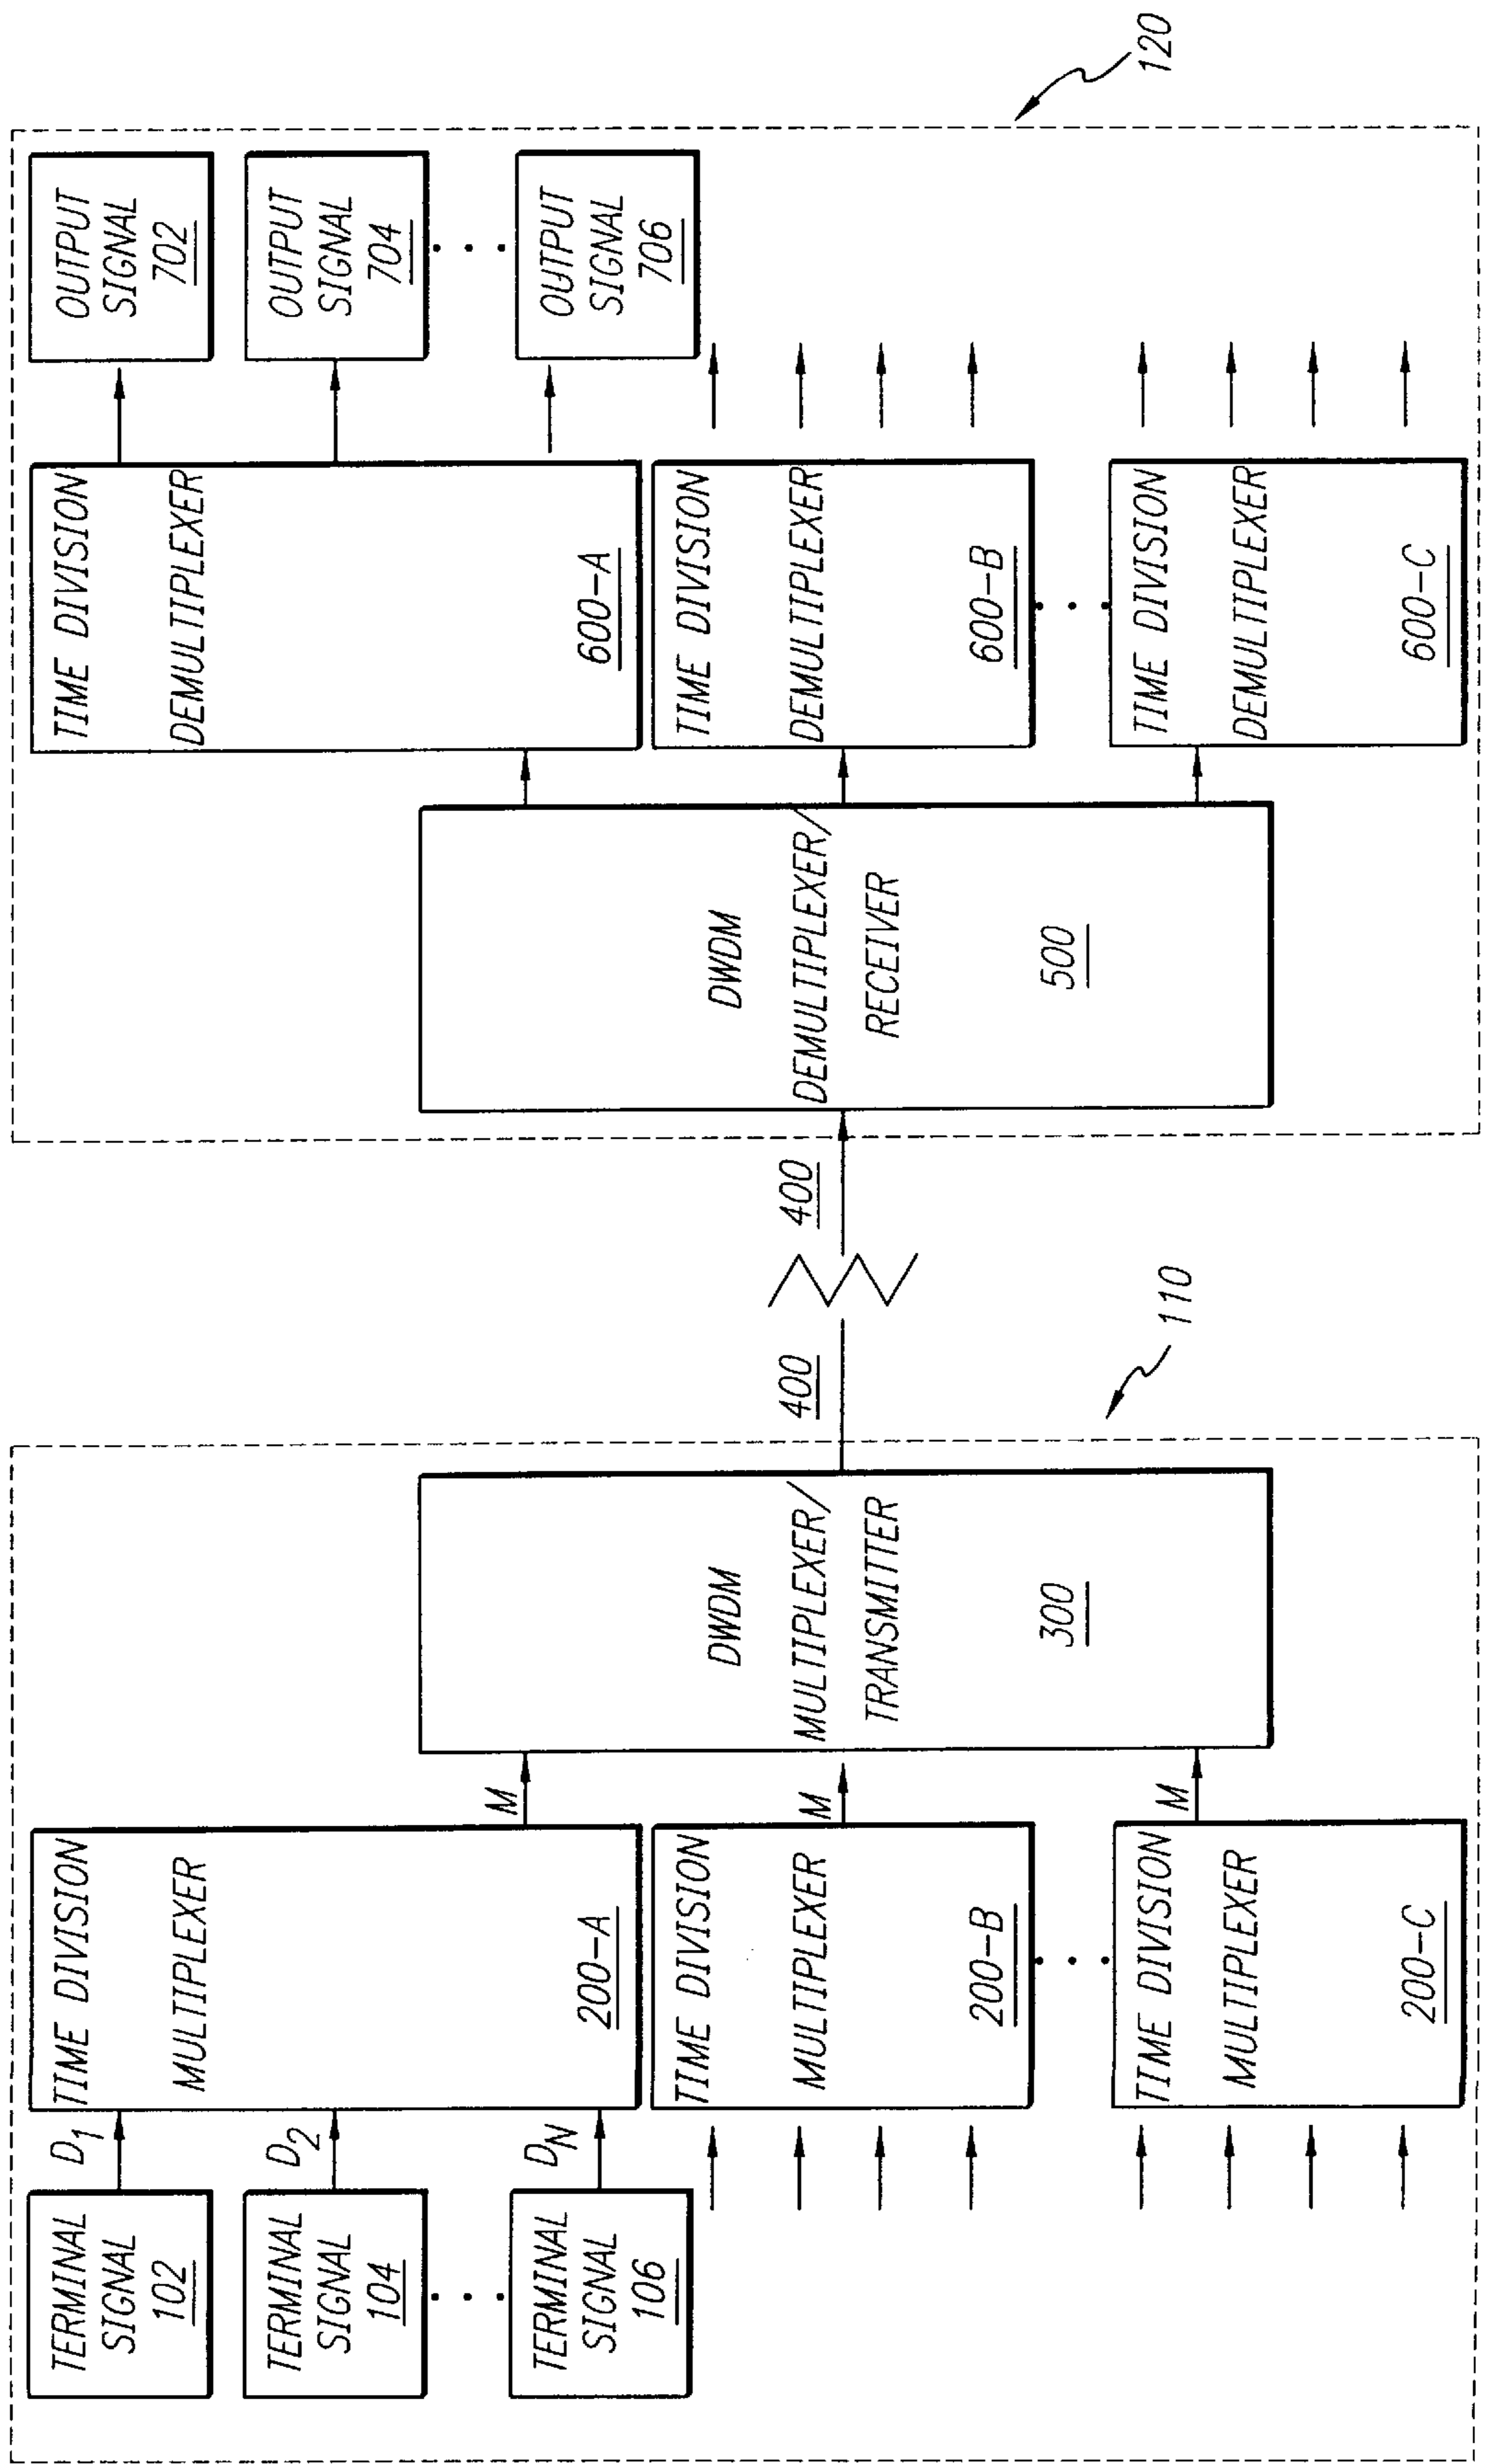 TERMINAL
SIGNAL
102
D1
TERMINAL
SIGNAL
104
D2
TERMINAL
SIGNAL
106
DN
TIME DIVISION
MULTIPLEXER
200-A
M
TIME DIVISION
MULTIPLEXER
200-B
M
TIME DIVISION
MULTIPLEXER
200-C
M
DWDM
MULTIPLEXER/
TRANSMITTER
300
110
400
400
DWDM
DEMULTIPLEXER/
RECEIVER
500
TIME DIVISION
DEMULTIPLEXER
600-A
TIME DIVISION
DEMULTIPLEXER
600-B
TIME DIVISION
DEMULTIPLEXER
600-C
OUTPUT
SIGNAL
702
OUTPUT
SIGNAL
704
OUTPUT
SIGNAL
706
120